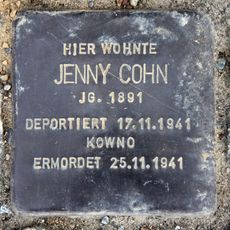 HIER WOHNTE
JENNY COHN
JG. 1891
DEPORTIERT 17.11.1941
KOWNO
ERMORDET 25.11.1941